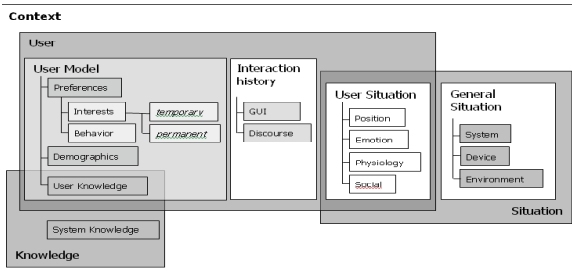 Context
User
User Model
Preferences
Interests
temporary
Behavior
permanent
Demographics
User Knowledge
Interaction
history
GUI
Discourse
User Situation
Position
Emotion
Physiology
Social
General
Situation
System
Device
Environment
Situation
System Knowledge
Knowledge